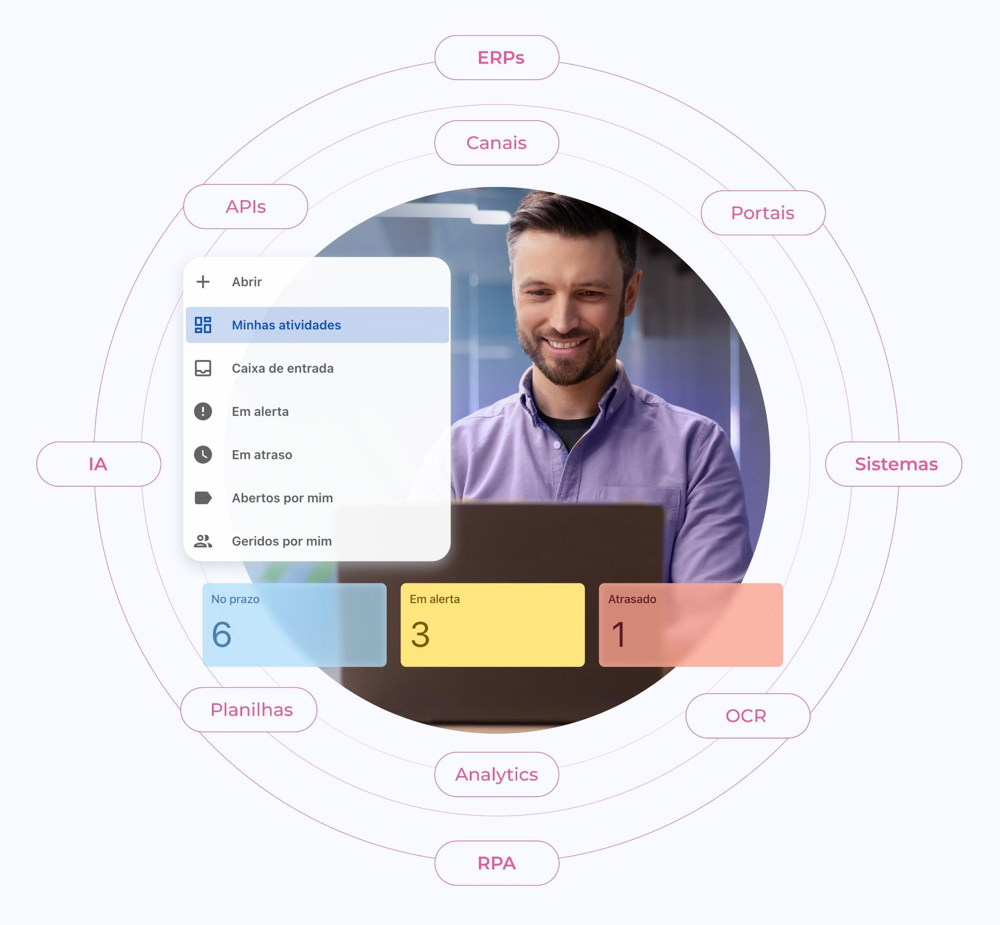 ERPs
Canais
APIs
Portais
Abrir
Minhas atividades
Caixa de entrada
Em alerta
Em atraso
IA
Sistemas
Abertos por mim
Geridos por mim
No prazo
6
Em alerta
3
Atrasado
1
Planilhas
OCR
Analytics
RPA